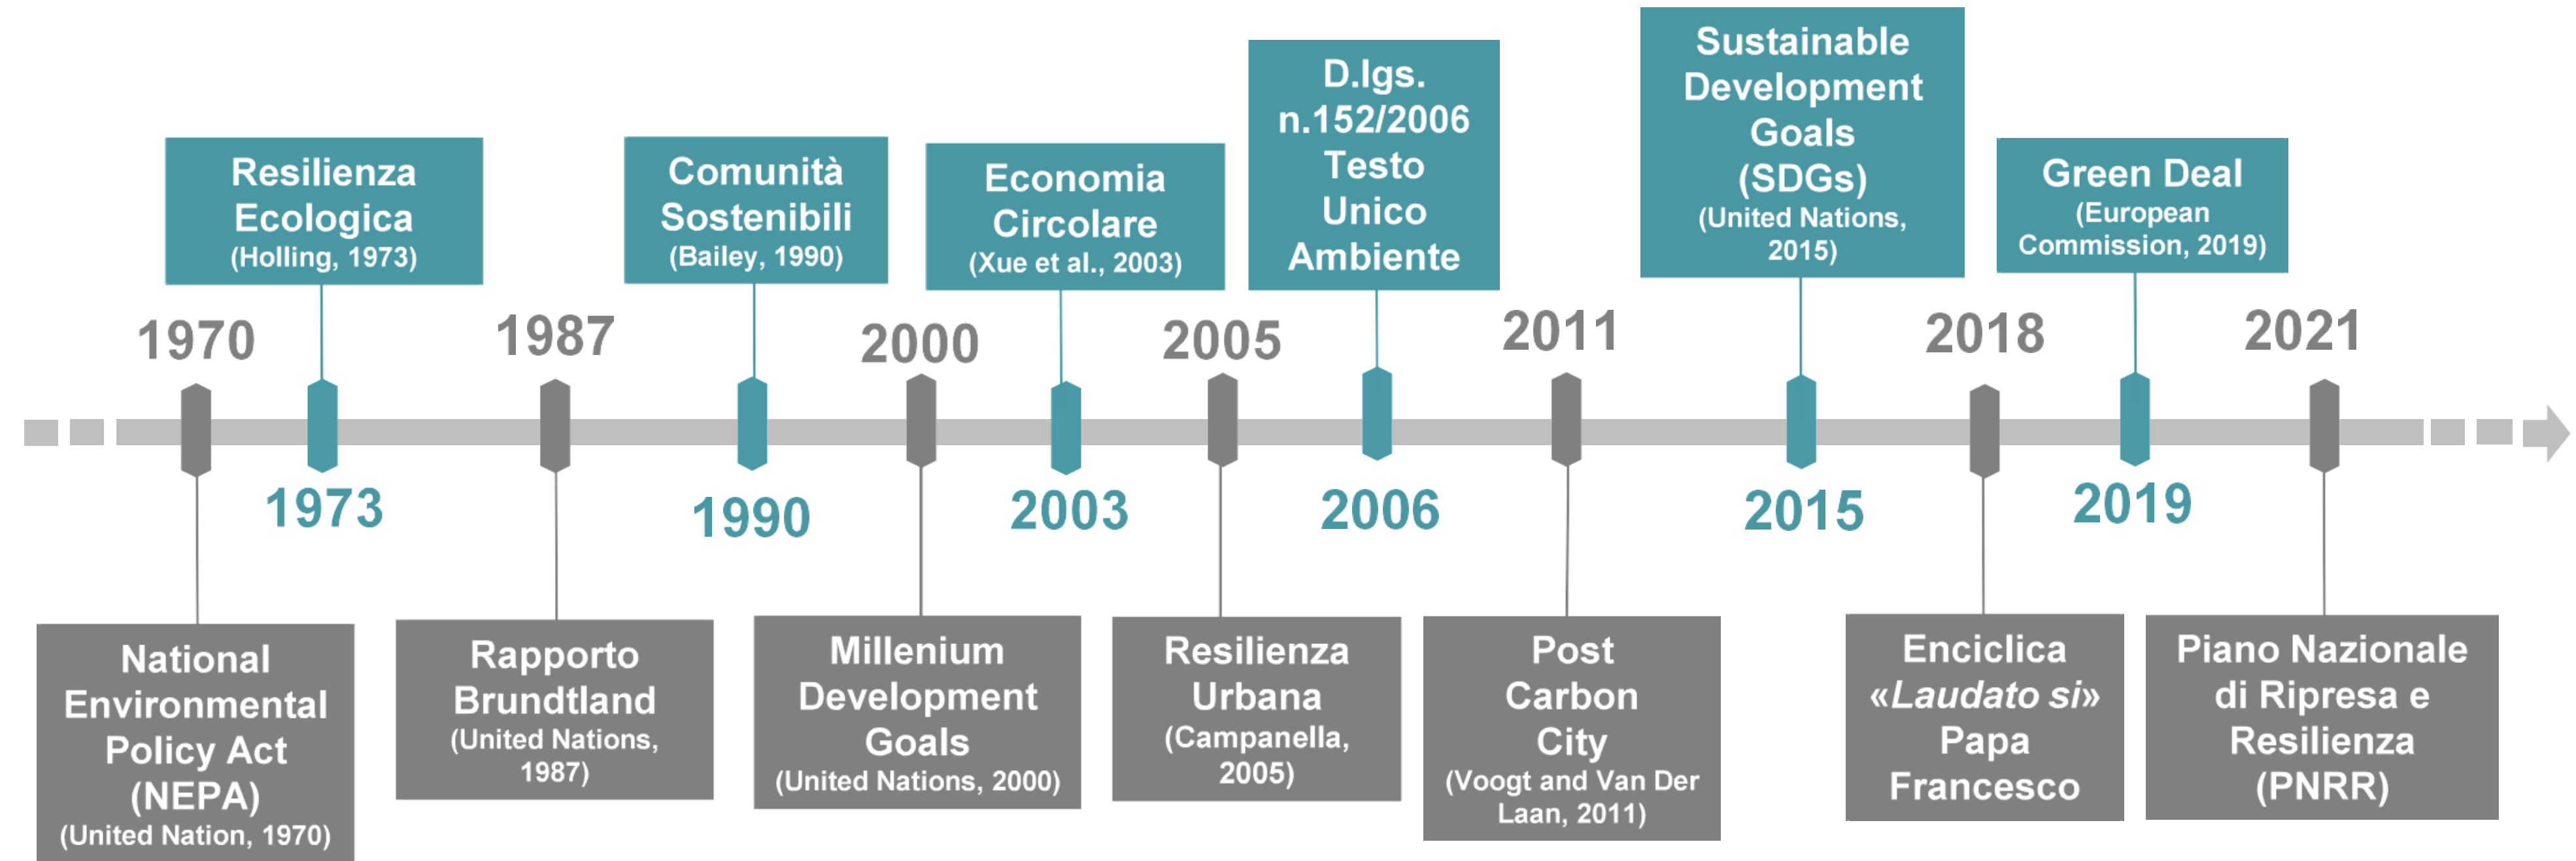 Resilienza
Ecologica
(Holling, 1973)
Comunità
Sostenibili
(Bailey, 1990)
Economia
Circolare
(Xue et al., 2003)
D.lgs.
n.152/2006
Testo
Unico
Ambiente
Sustainable
Development
Goals
(SDGs)
(United Nations,
2015)
Green Deal
(European
Commission, 2019)
1970
1987
2000
2005
2011
2018
2021
1973
1990
2003
2006
2015
2019
National
Environmental
Policy Act
(NEPA)
(United Nation, 1970)
Rapporto
Brundtland
(United Nations,
1987)
Millenium
Development
Goals
(United Nations, 2000)
Resilienza
Urbana
(Campanella,
2005)
Post
Carbon
City
(Voogt and Van Der
Laan, 2011)
Enciclica
«Laudato si»
Papa
Francesco
Piano Nazionale
di Ripresa e
Resilienza
(PNRR)